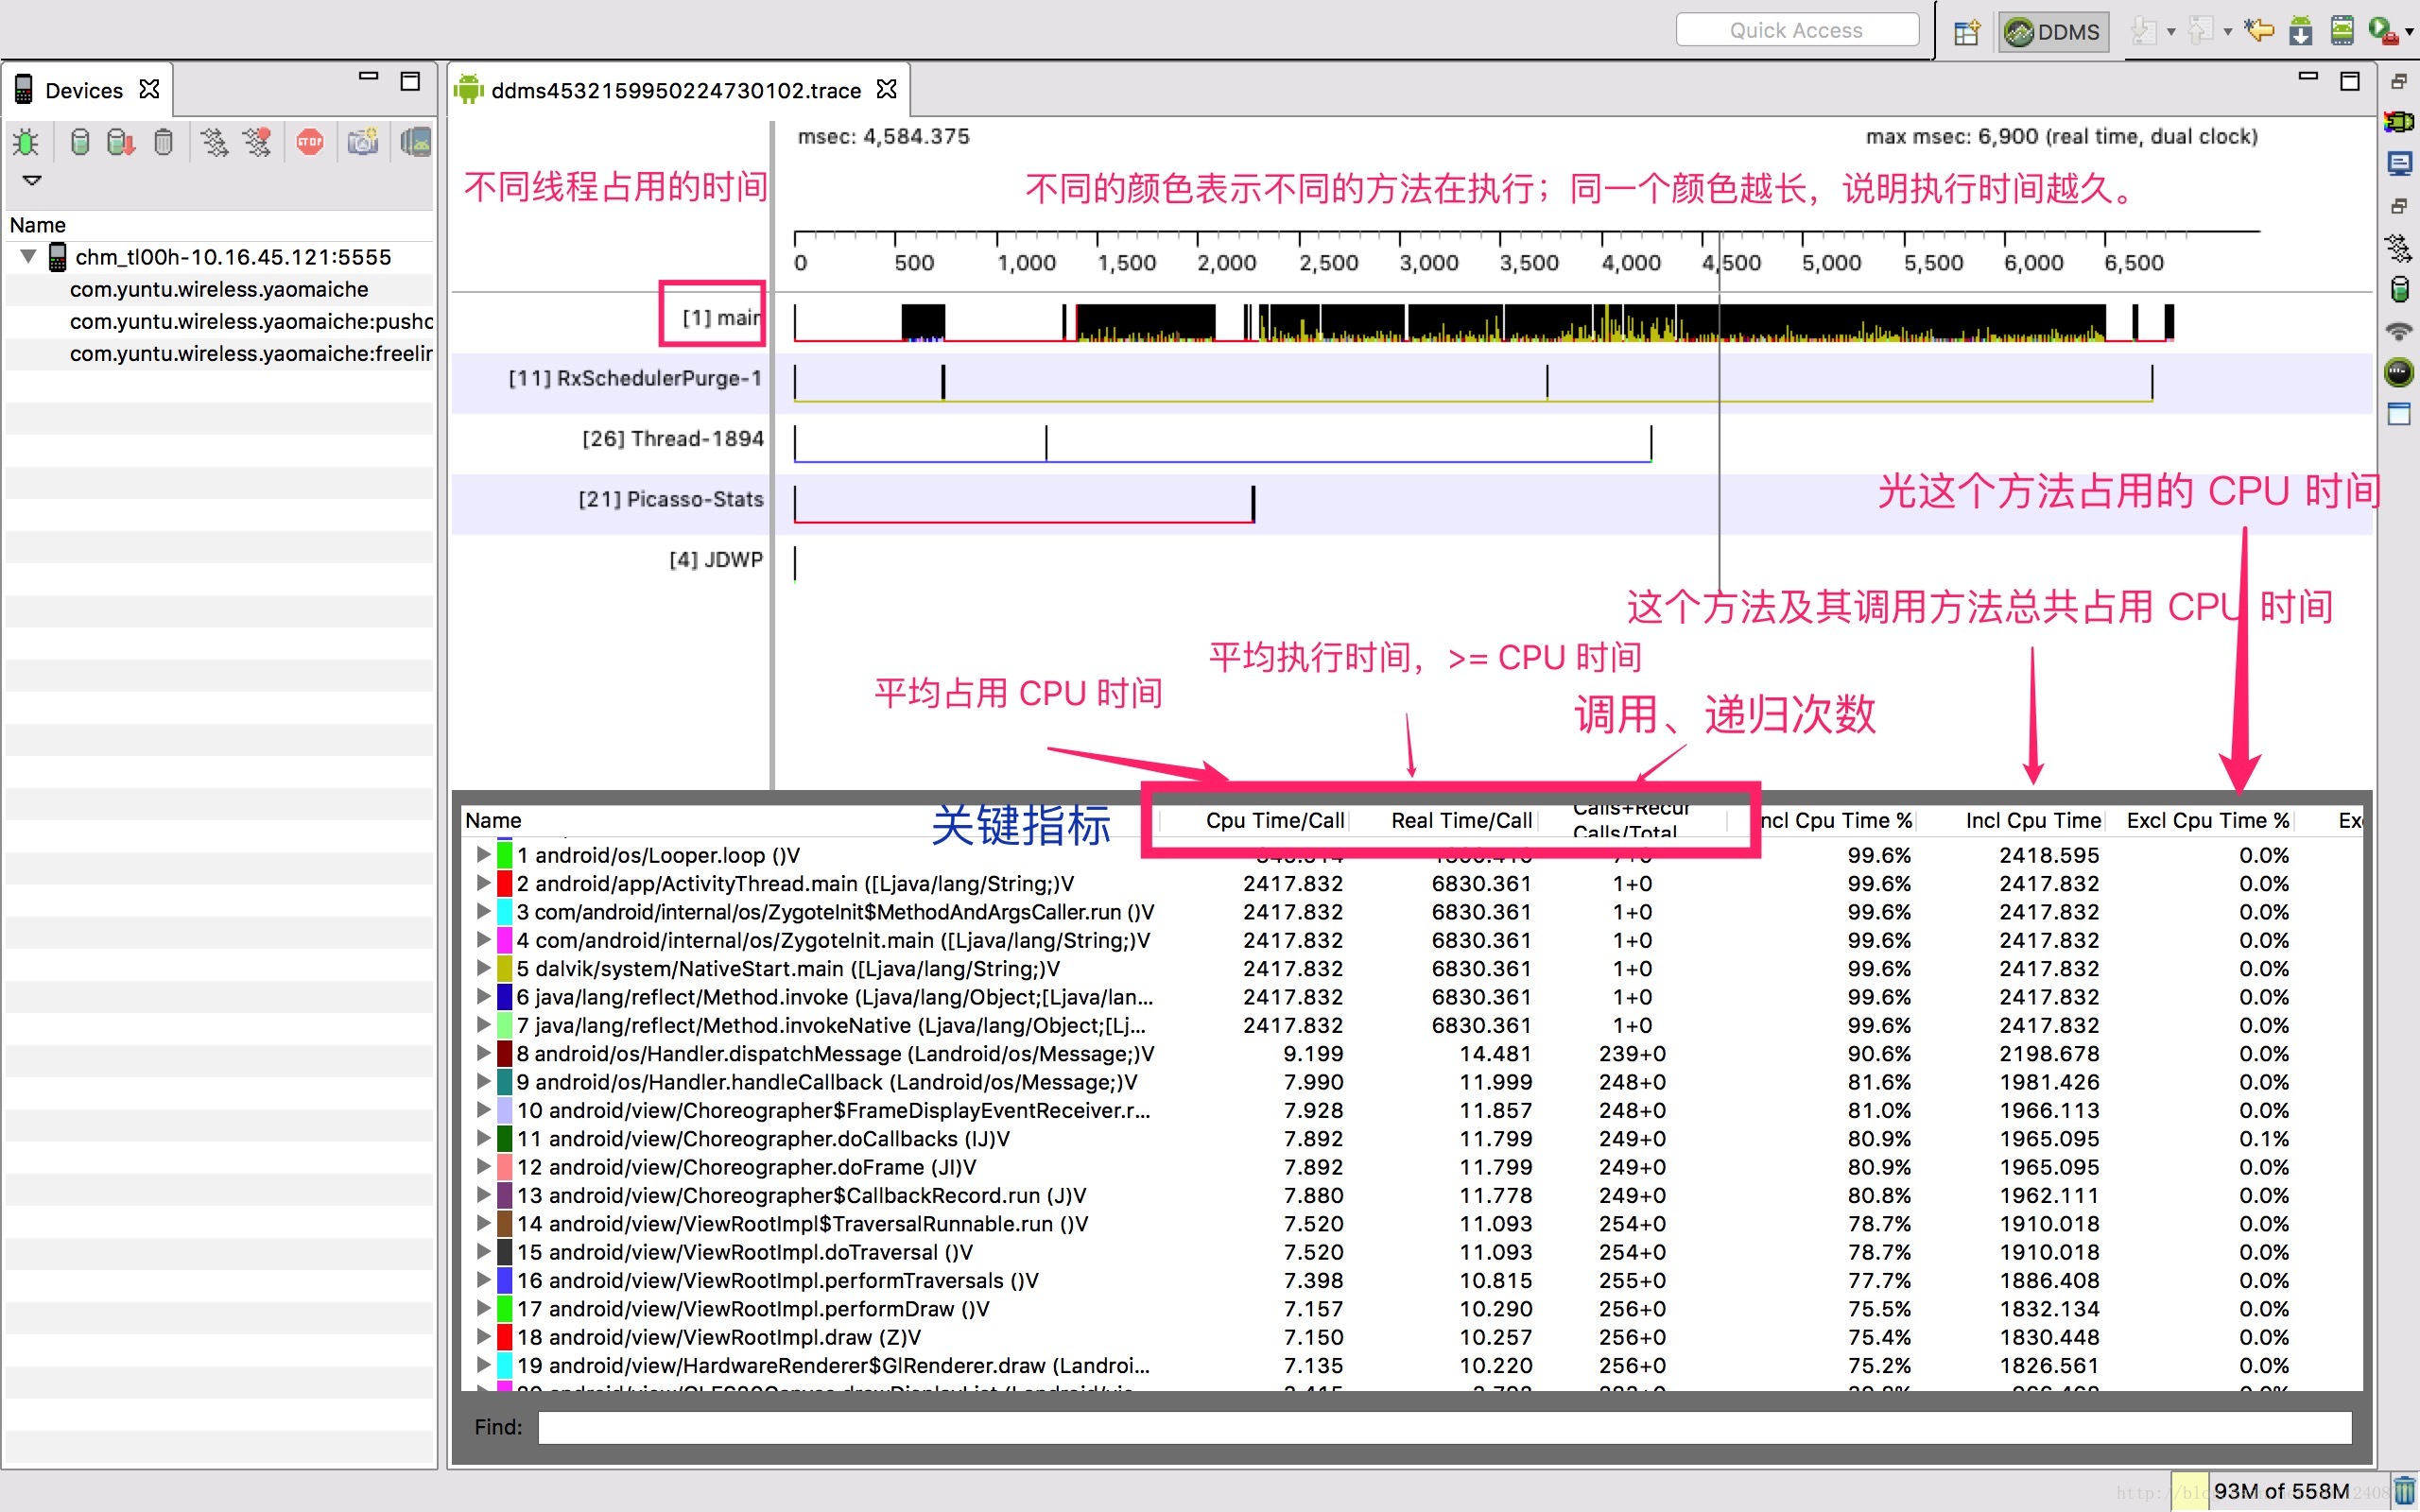 Quick Access
DDMS
Devices
ddms4532159950224730102.trace
msec: 4,584.375
max msec: 6,900 (real time, dual clock)
不同线程占用的时间
不同的颜色表示不同的方法在执行；同一个颜色越长，说明执行时间越久。
Name
chm_tl00h-10.16.45.121:5555
com.yuntu.wireless.yaomaiche
com.yuntu.wireless.yaomaiche:pushc
com.yuntu.wireless.yaomaiche:freelin
0 500 1,000 1,500 2,000 2,500 3,000 3,500 4,000 4,500 5,000 5,500 6,000 6,500
[1] main
[11] RxSchedulerPurge-1
[26] Thread-1894
[21] Picasso-Stats
[4] JDWP
光这个方法占用的 CPU 时间
这个方法及其调用方法总共占用 CPU 时间
平均执行时间，>= CPU 时间
平均占用 CPU 时间
调用、递归次数
关键指标
Name Cpu Time/Call Real Time/Call Calls+Recur Calls/Total ncl Cpu Time % Incl Cpu Time Excl Cpu Time % Ex
1 android/os/Looper.loop ()V 7+0 99.6% 2418.595 0.0%
2 android/app/ActivityThread.main ([Ljava/lang/String;)V 2417.832 6830.361 1+0 99.6% 2417.832 0.0%
3 com/android/internal/os/ZygoteInit$MethodAndArgsCaller.run ()V 2417.832 6830.361 1+0 99.6% 2417.832 0.0%
4 com/android/internal/os/ZygoteInit.main ([Ljava/lang/String;)V 2417.832 6830.361 1+0 99.6% 2417.832 0.0%
5 dalvik/system/NativeStart.main ([Ljava/lang/String;)V 2417.832 6830.361 1+0 99.6% 2417.832 0.0%
6 java/lang/reflect/Method.invoke (Ljava/lang/Object;[Ljava/lan... 2417.832 6830.361 1+0 99.6% 2417.832 0.0%
7 java/lang/reflect/Method.invokeNative (Ljava/lang/Object;[Lj... 2417.832 6830.361 1+0 99.6% 2417.832 0.0%
8 android/os/Handler.dispatchMessage (Landroid/os/Message;)V 9.199 14.481 239+0 90.6% 2198.678 0.0%
9 android/os/Handler.handleCallback (Landroid/os/Message;)V 7.990 11.999 248+0 81.6% 1981.426 0.0%
10 android/view/Choreographer$FrameDisplayEventReceiver.r... 7.928 11.857 248+0 81.0% 1966.113 0.0%
11 android/view/Choreographer.doCallbacks (IJ)V 7.892 11.799 249+0 80.9% 1965.095 0.1%
12 android/view/Choreographer.doFrame (JI)V 7.892 11.799 249+0 80.9% 1965.095 0.0%
13 android/view/Choreographer$CallbackRecord.run (J)V 7.880 11.778 249+0 80.8% 1962.111 0.0%
14 android/view/ViewRootImpl$TraversalRunnable.run ()V 7.520 11.093 254+0 78.7% 1910.018 0.0%
15 android/view/ViewRootImpl.doTraversal ()V 7.520 11.093 254+0 78.7% 1910.018 0.0%
16 android/view/ViewRootImpl.performTraversals ()V 7.398 10.815 255+0 77.7% 1886.408 0.0%
17 android/view/ViewRootImpl.performDraw ()V 7.157 10.290 256+0 75.5% 1832.134 0.0%
18 android/view/ViewRootImpl.draw (Z)V 7.150 10.257 256+0 75.4% 1830.448 0.0%
19 android/view/HardwareRenderer$GlRenderer.draw (Landroi... 7.135 10.220 256+0 75.2% 1826.561 0.0%
Find:
93M of 558M